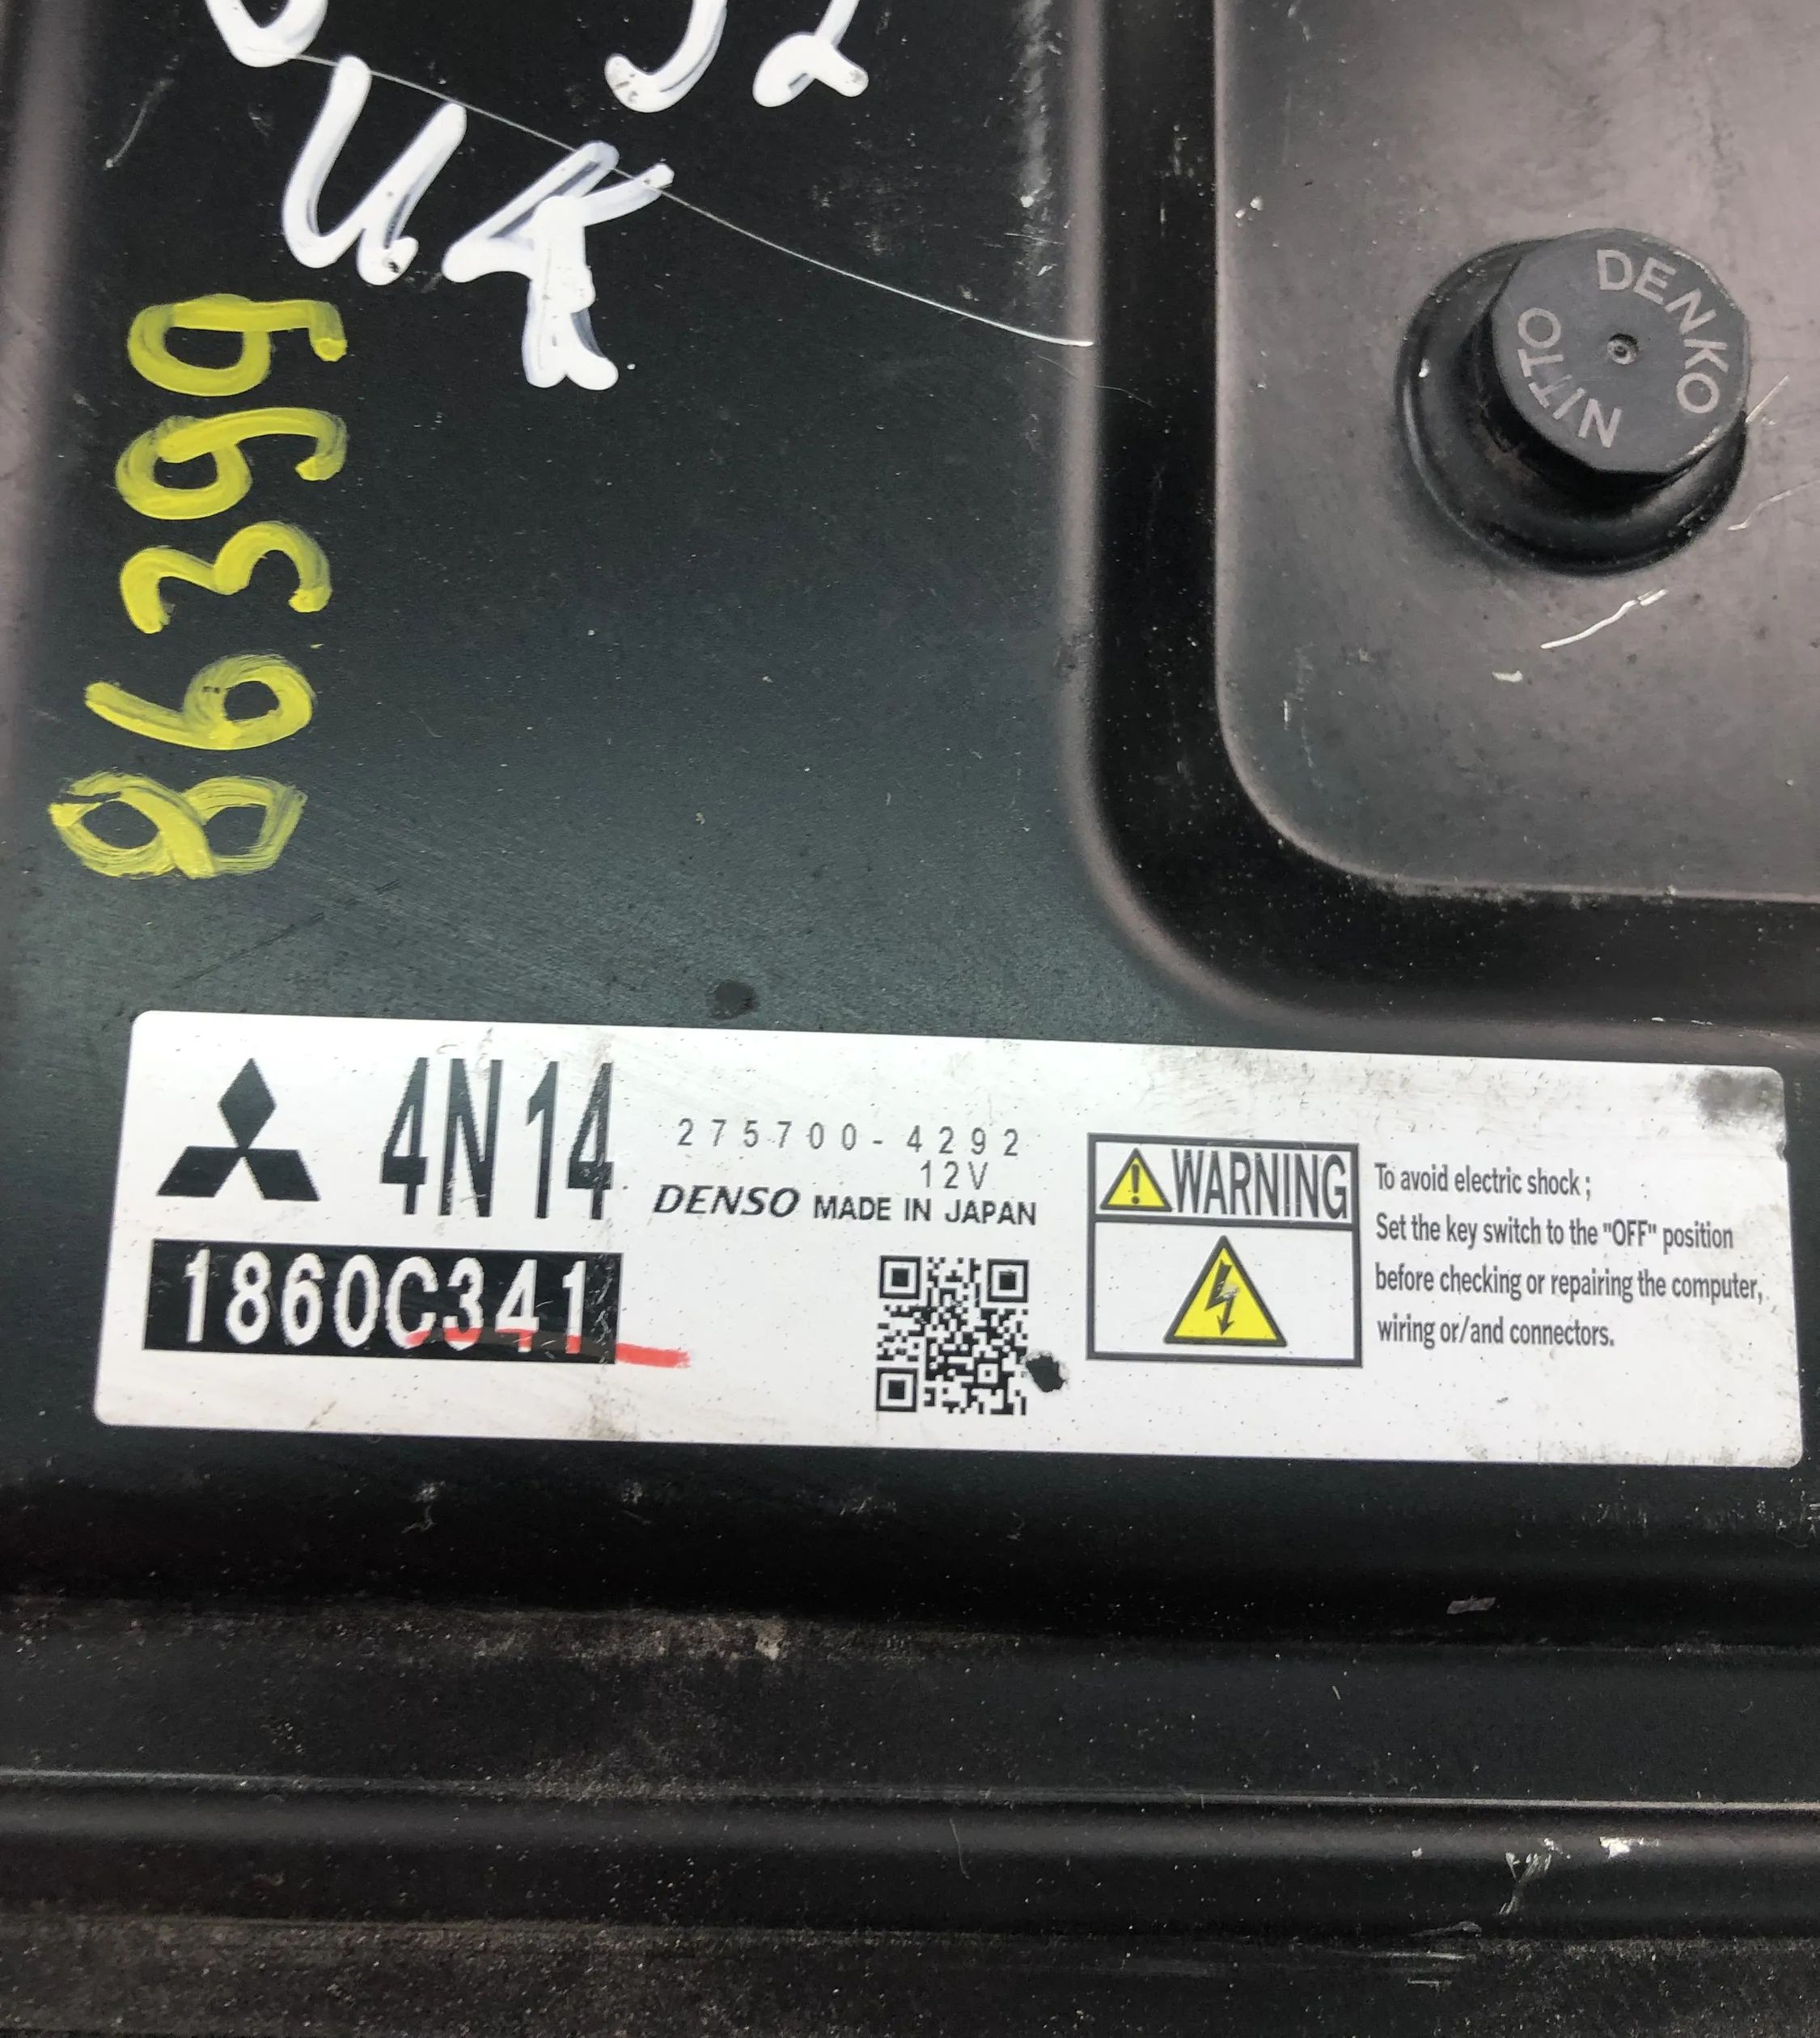 UK
86399
NITTO DENKO
4N14
275700-4292
12V
DENSO MADE IN JAPAN
1860C341
WARNING
To avoid electric shock;
Set the key switch to the "OFF" position
before checking or repairing the computer,
wiring or/and connectors.